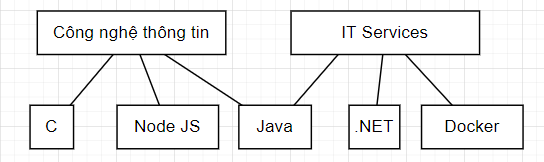 Công nghệ thông tin
IT Services
C
Node JS
Java
.NET
Docker